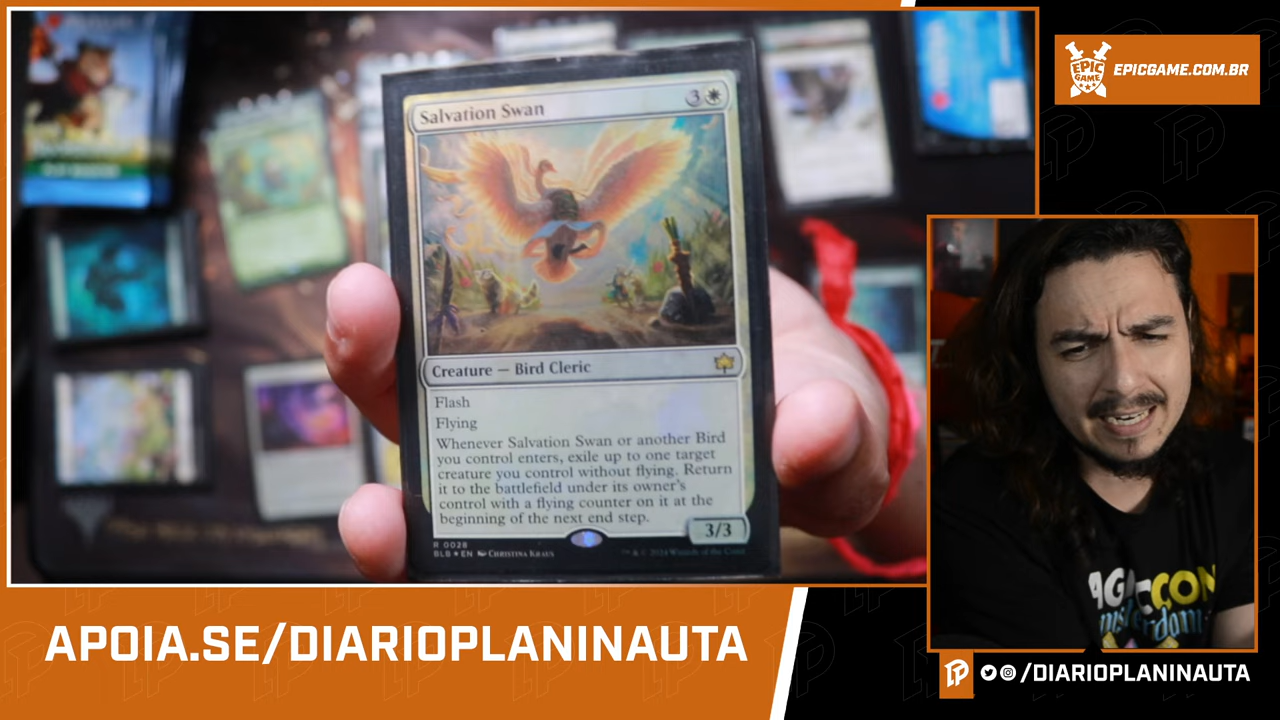 Salvation Swan
3
Creature — Bird Cleric
Flash
Flying
Whenever Salvation Swan or another Bird
you control enters, exile up to one target
creature you control without flying. Return
it to the battlefield under its owner's
control with a flying counter on it at the
beginning of the next end step.
3/3
R 0028
BLB EN CHRISTINA KRAUS
EPIC
GAME
EPICGAME.COM.BR
APOIA.SE/DIARIOPLANINAUTA
/DIARIOPLANINAUTA